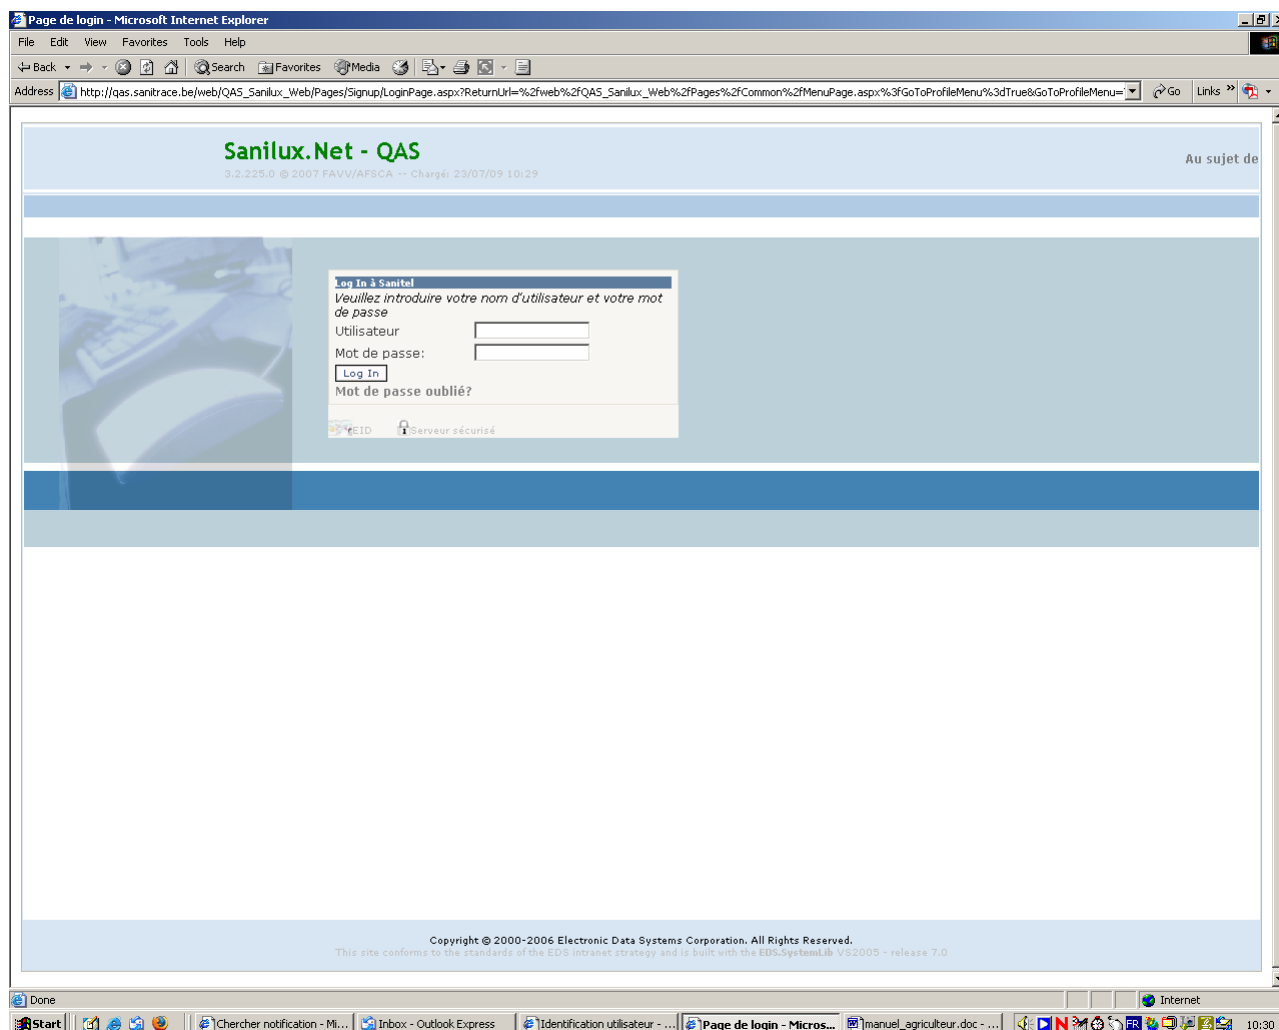 Page de login - Microsoft Internet Explorer
File Edit View Favorites Tools Help
Back Search Favorites Media
Address http://qas.sanitrace.be/web/QAS_Sanilux_Web/Pages/Signup/LoginPage.aspx?ReturnUrl=%2fweb%2fQAS_Sanilux_Web%2fPages%2fCommon%2fMenuPage.aspx%3fGoToProfileMenu%3dTrue&GoToProfileMenu= Go Links »
Sanilux.Net - QAS
3.2.225.0 © 2007 FAVV/AFSCA -- Chargé: 23/07/09 10:29
Au sujet de
Log In à Sanitel
Veuillez introduire votre nom d'utilisateur et votre mot
de passe
Utilisateur
Mot de passe:
Log In
Mot de passe oublié?
EID Serveur sécurisé
Copyright © 2000-2006 Electronic Data Systems Corporation. All Rights Reserved.
This site conforms to the standards of the EDS intranet strategy and is built with the EDS.SystemLib VS2005 - release 7.0
Done Internet
Start Chercher notification - Mi... Inbox - Outlook Express Identification utilisateur - ... Page de login - Micros... manuel_agriculteur.doc - ... FR 10:30